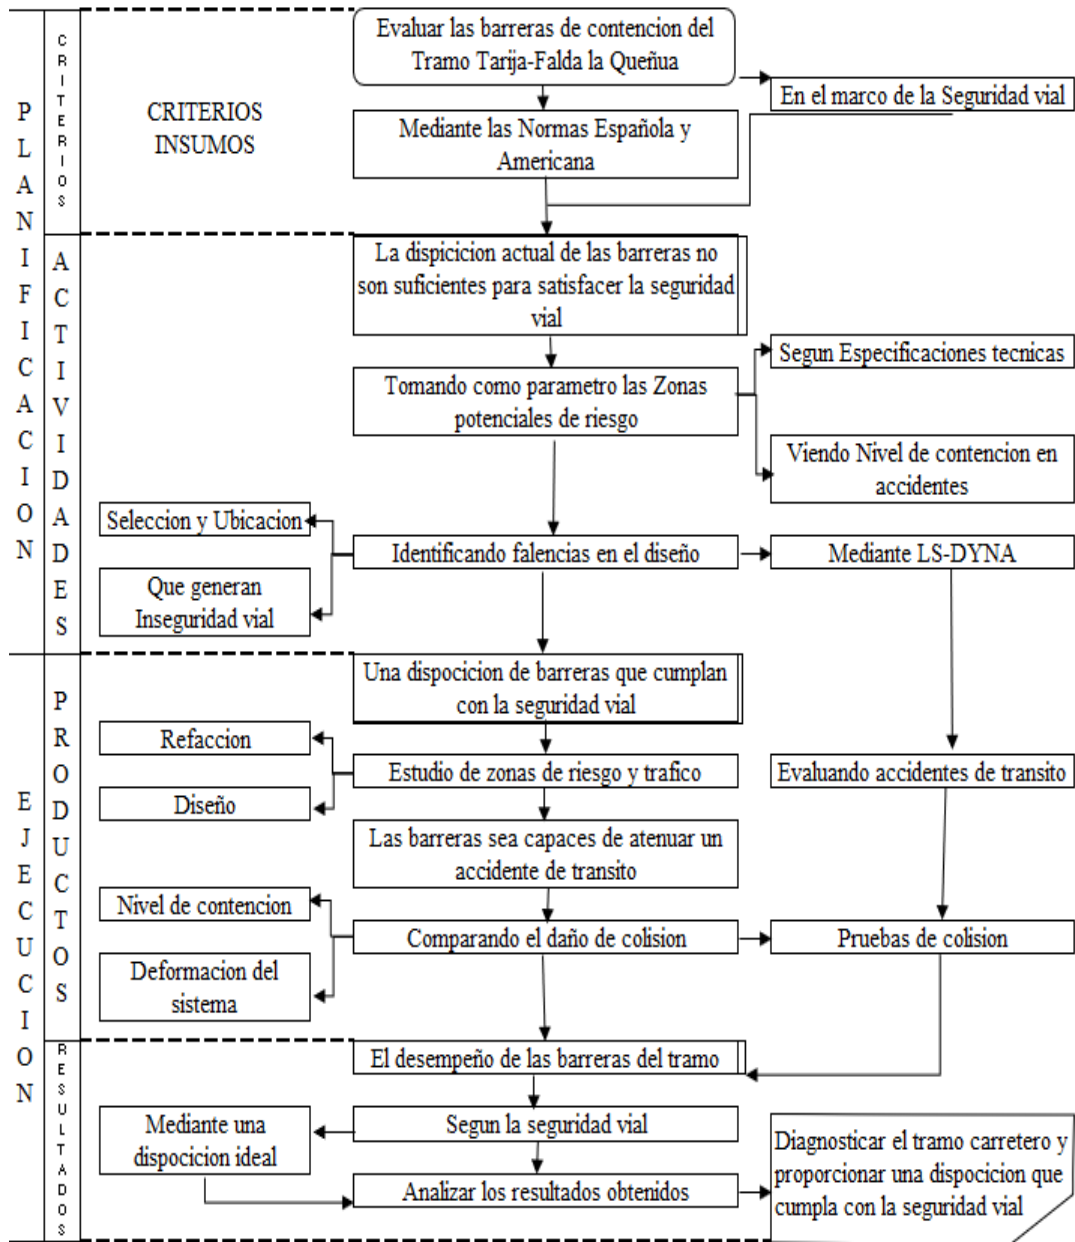 PLANIFICACION
EJECUCION
CRITERIOS
ACTIVIDADES
PRODUCTOS
RESULTADOS
CRITERIOS
INSUMOS
Evaluar las barreras de contencion del
Tramo Tarija-Falda la Queñua
En el marco de la Seguridad vial
Mediante las Normas Española y
Americana
La dispicicion actual de las barreras no
son suficientes para satisfacer la seguridad
vial
Segun Especificaciones tecnicas
Tomando como parametro las Zonas
potenciales de riesgo
Viendo Nivel de contencion en
accidentes
Seleccion y Ubicacion
Identificando falencias en el diseño
Mediante LS-DYNA
Que generan
Inseguridad vial
Una dispocicion de barreras que cumplan
con la seguridad vial
Refaccion
Estudio de zonas de riesgo y trafico
Evaluando accidentes de transito
Diseño
Las barreras sea capaces de atenuar un
accidente de transito
Nivel de contencion
Comparando el daño de colision
Pruebas de colision
Deformacion del
sistema
El desempeño de las barreras del tramo
Mediante una
dispocicion ideal
Segun la seguridad vial
Analizar los resultados obtenidos
Diagnosticar el tramo carretero y
proporcionar una dispocicion que
cumpla con la seguridad vial